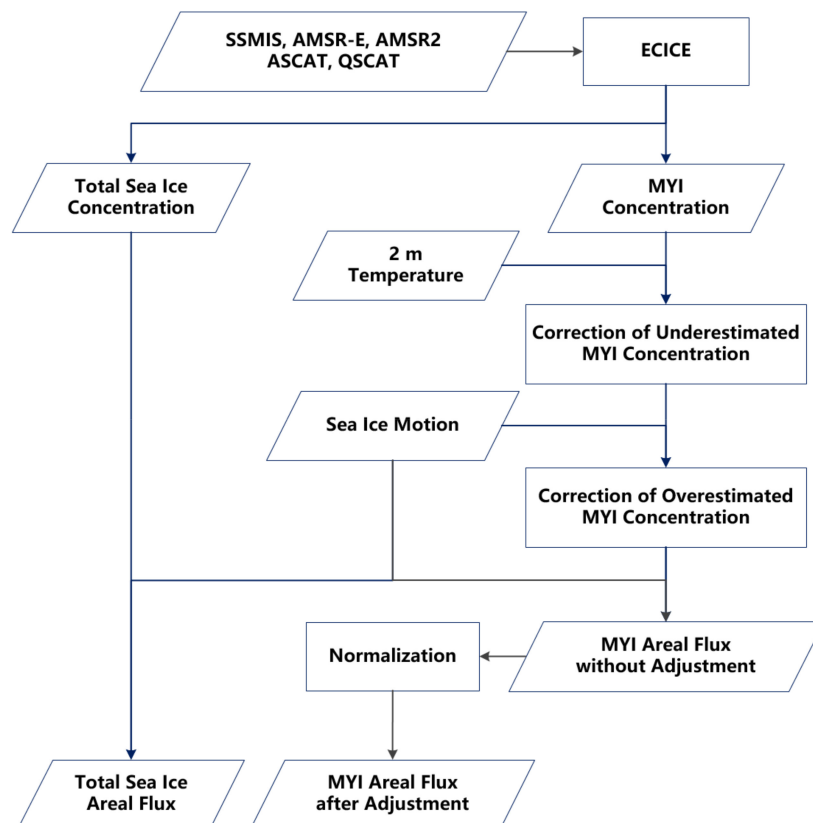 SSMIS, AMSR-E, AMSR2
ASCAT, QSCAT
ECICE
Total Sea Ice
Concentration
MYI
Concentration
2 m
Temperature
Correction of Underestimated
MYI Concentration
Sea Ice Motion
Correction of Overestimated
MYI Concentration
Normalization
MYI Areal Flux
without Adjustment
Total Sea Ice
Areal Flux
MYI Areal Flux
after Adjustment